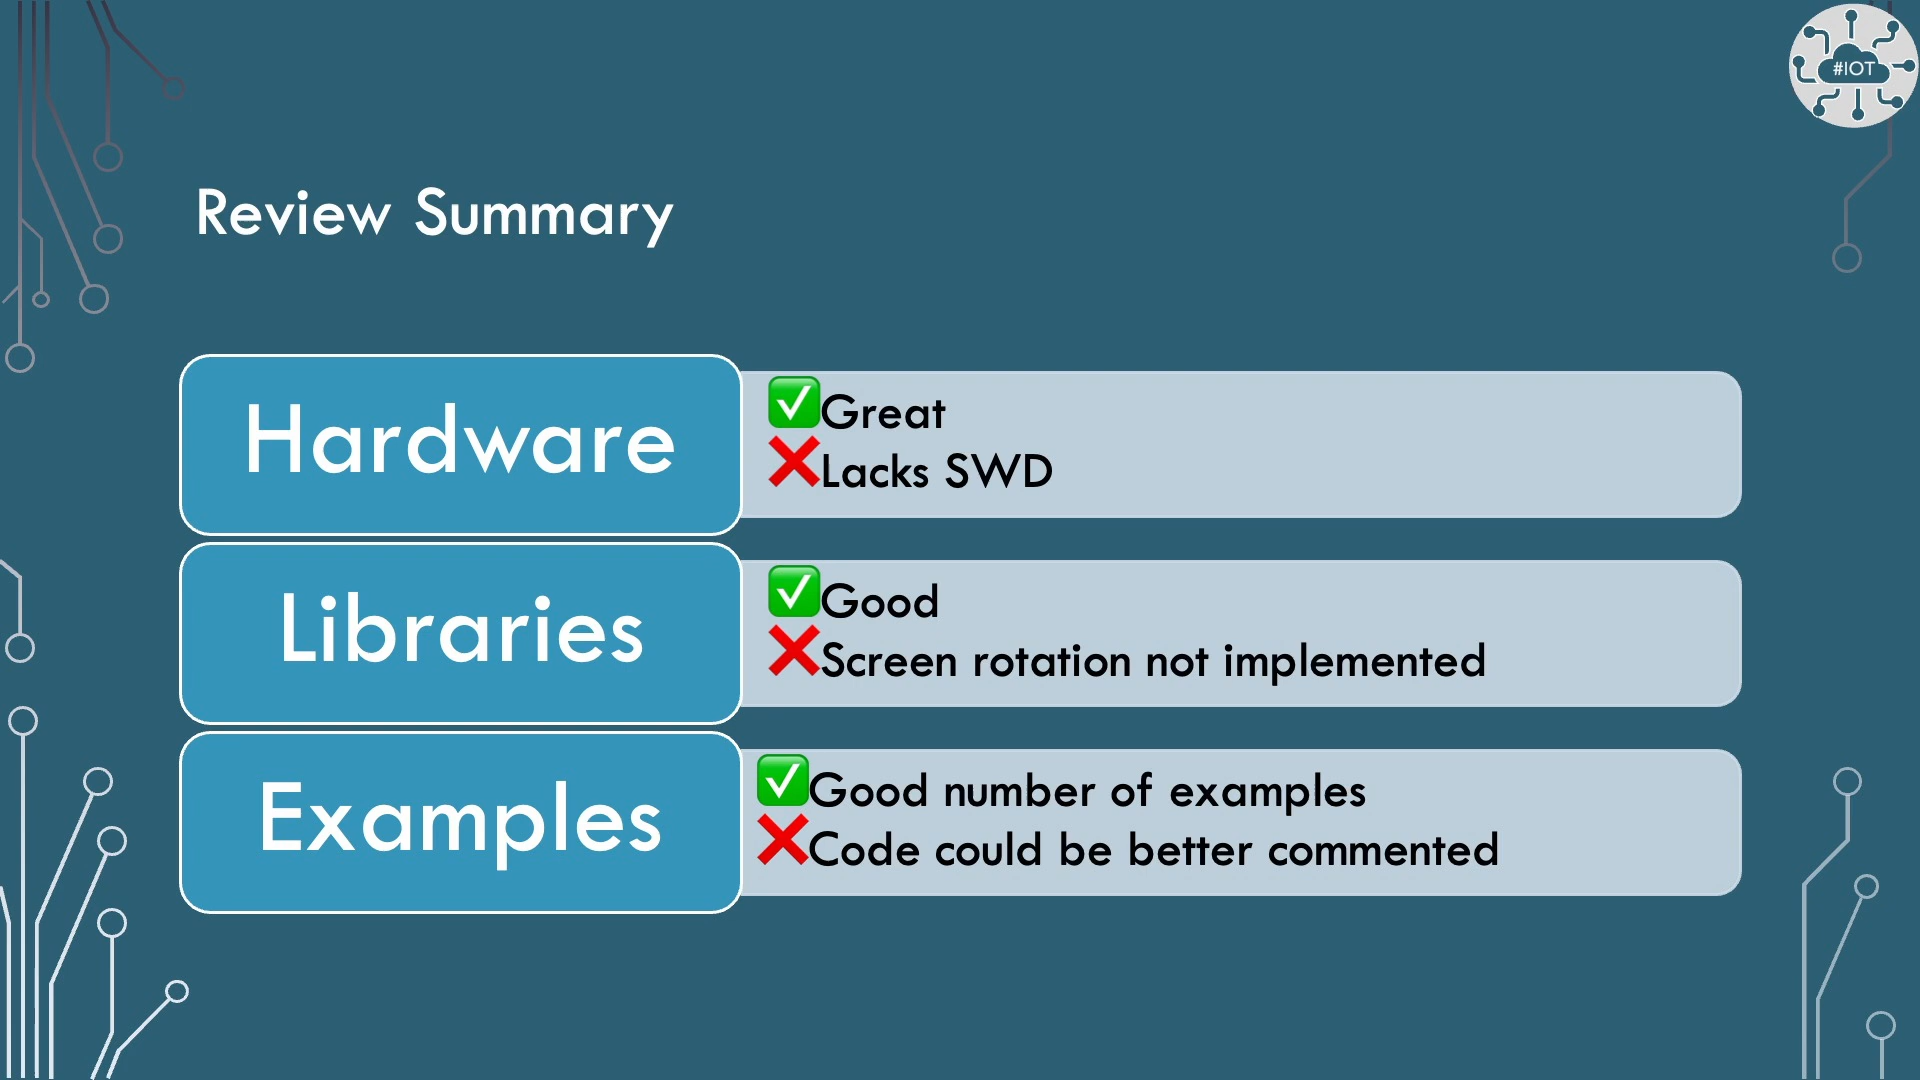 #IOT
Review Summary
Hardware
✅Great
❌Lacks SWD
Libraries
✅Good
❌Screen rotation not implemented
Examples
✅Good number of examples
❌Code could be better commented